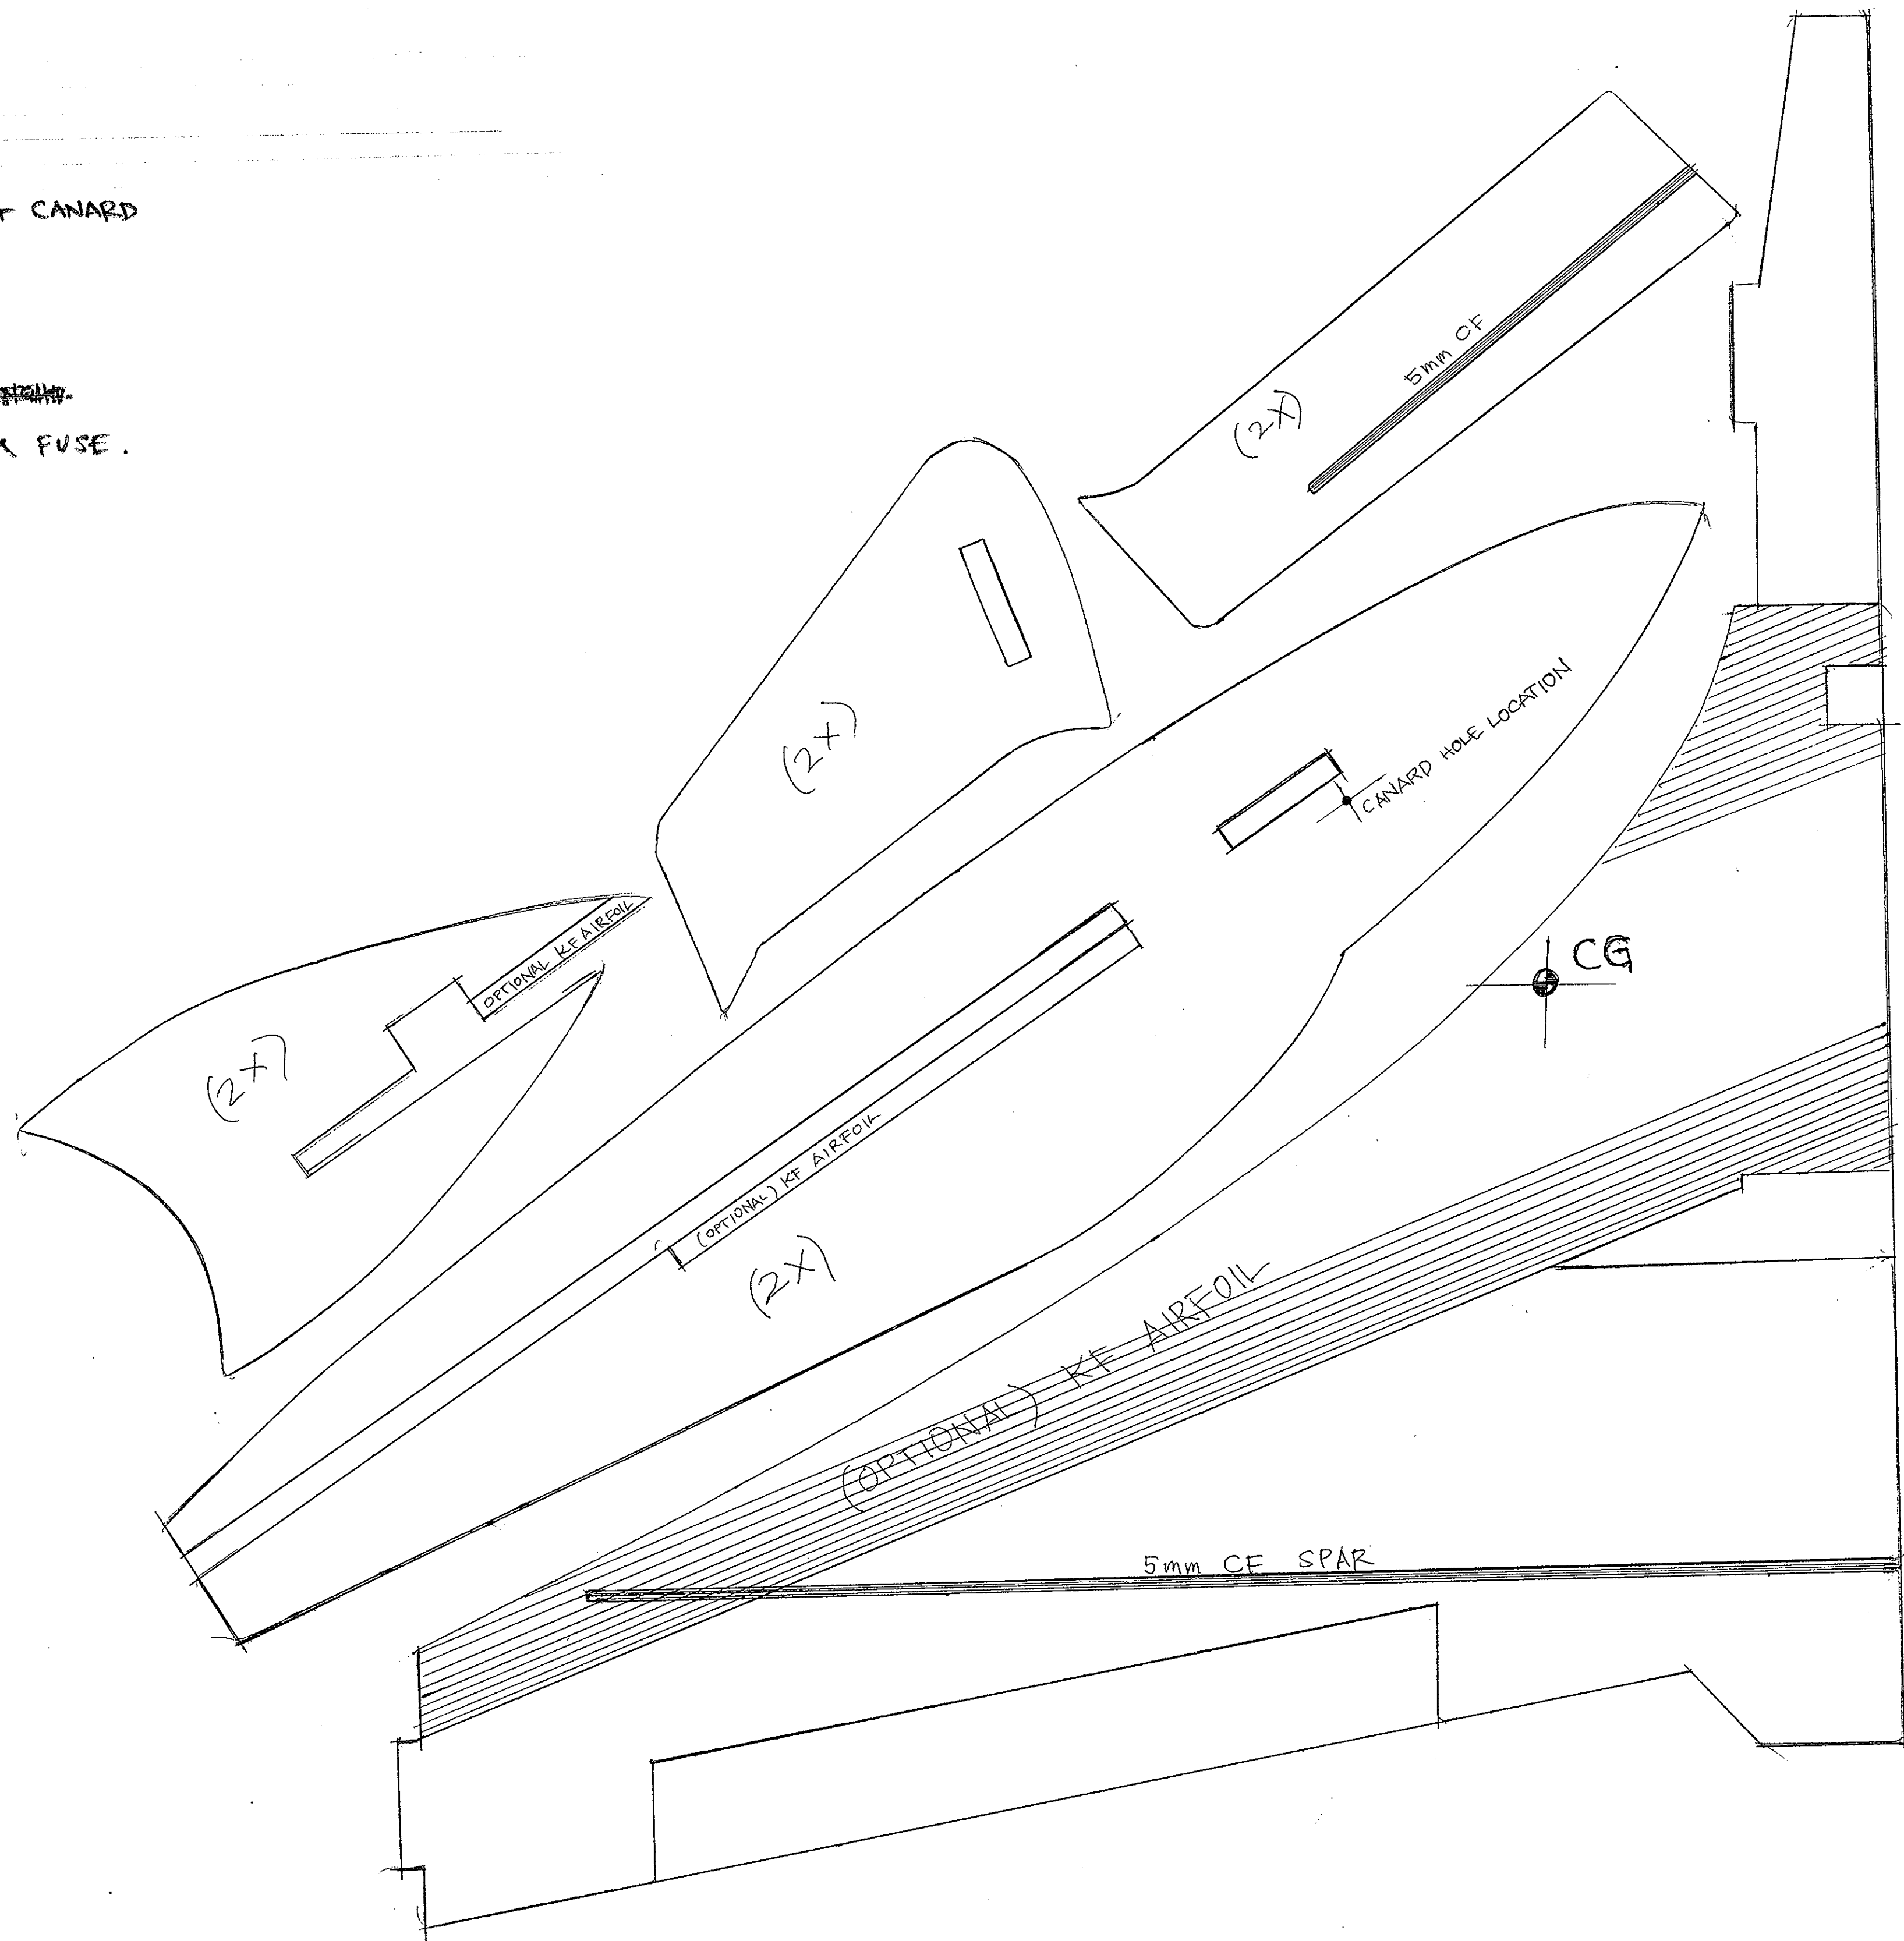 CANARD
FUSE.
5mm CF
(2X)
(2X)
CANARD HOLE LOCATION
OPTIONAL KF AIRFOIL
(2X)
CG
(OPTIONAL) KF AIRFOIL
(2X)
(OPTIONAL) KF AIRFOIL
5mm CF SPAR